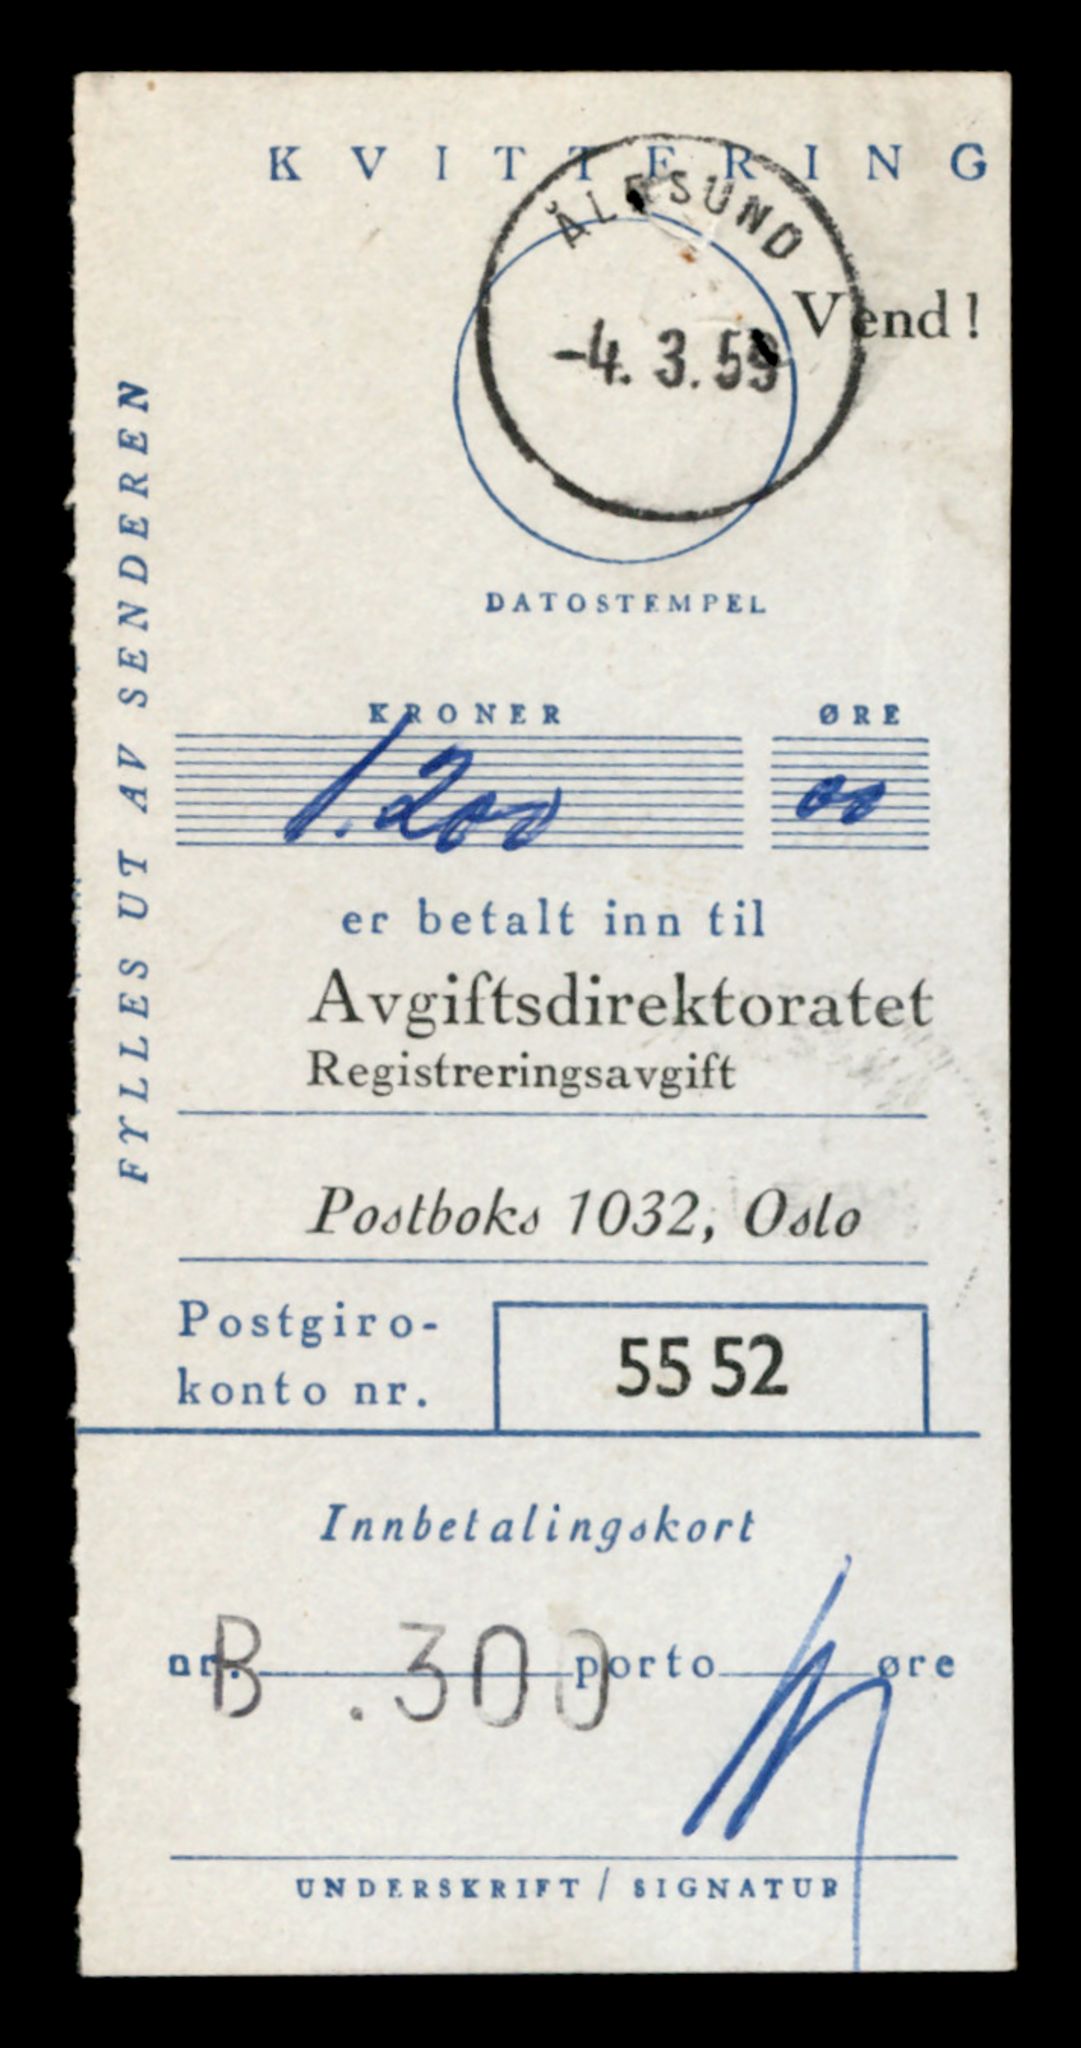 KVITTERING
ÅLESUND
Vend!
-4. 3. 59
DATOSTEMPEL
FYLLES UT AV SENDEREN
KRONER ØRE
1.200 00
er betalt inn til
Avgiftsdirektoratet
Registreringsavgift
Postboks 1032, Oslo
Postgiro-
konto nr.
55 52
Innbetalingskort
nr. B .300 porto øre
UNDERSKRIFT / SIGNATUR